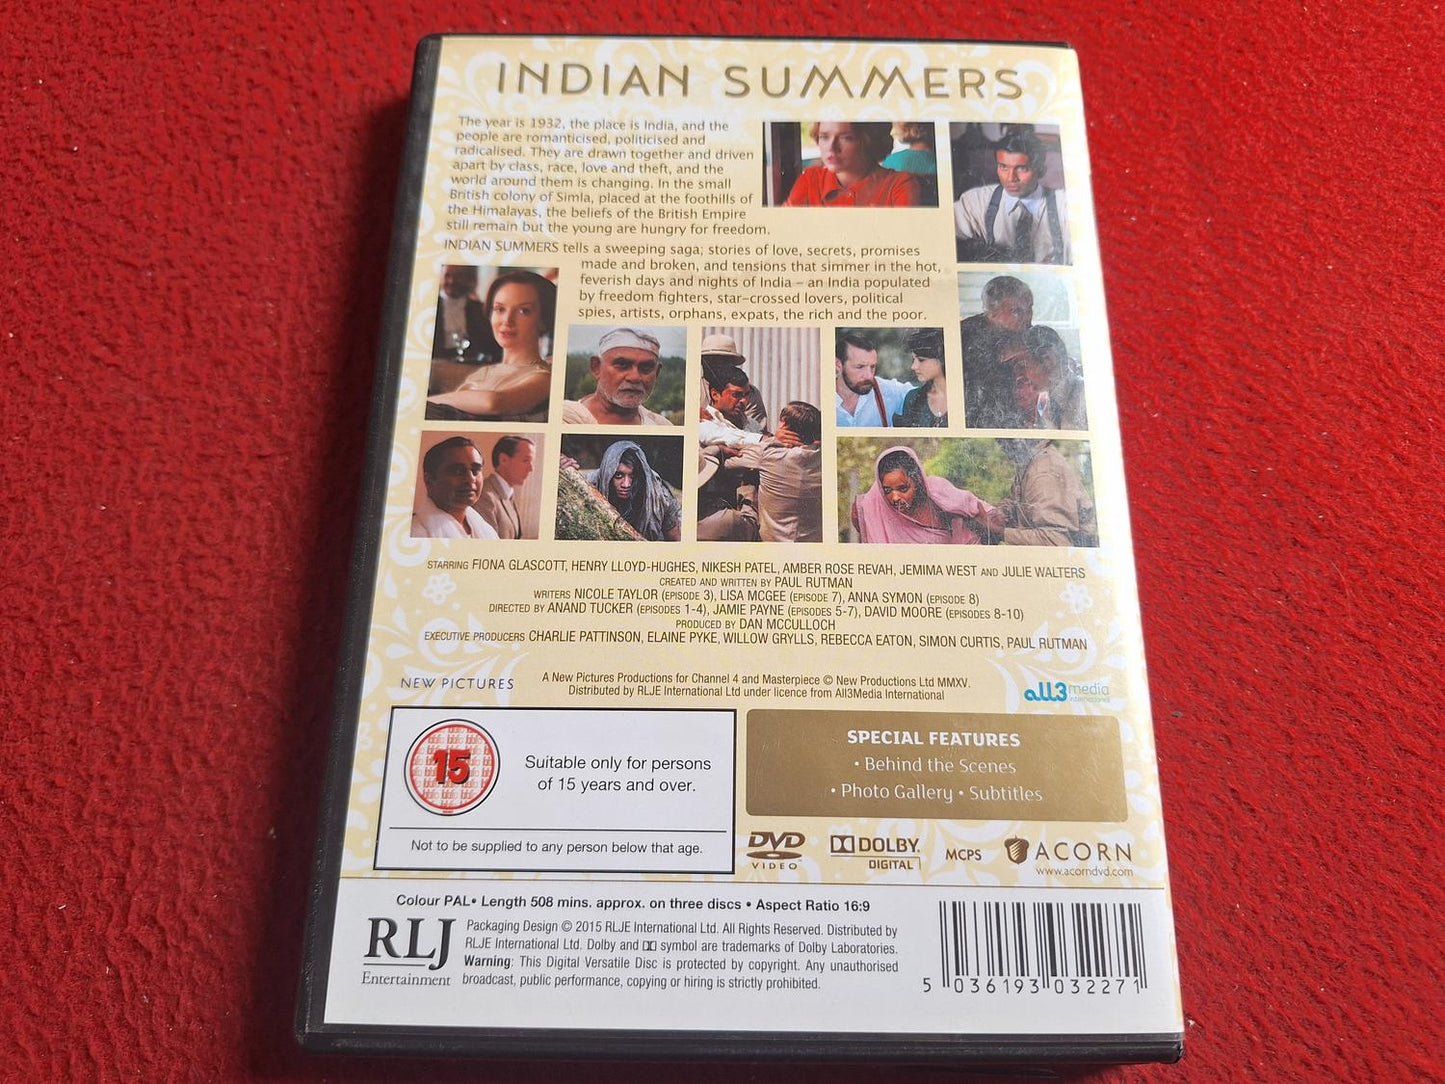 INDIAN SUMMERS
The year is 1932, the place is India, and the
people are romanticised, politicised and
radicalised. They are drawn together and driven
apart by class, race, love and theft, and the
world around them is changing. In the small
British colony of Simla, placed at the foothills of
the Himalayas, the beliefs of the British Empire
still remain but the young are hungry for freedom.
INDIAN SUMMERS tells a sweeping saga; stories of love, secrets, promises
made and broken, and tensions that simmer in the hot,
feverish days and nights of India – an India populated
by freedom fighters, star-crossed lovers, political
spies, artists, orphans, expats, the rich and the poor.
STARRING FIONA GLASCOTT, HENRY LLOYD-HUGHES, NIKESH PATEL, AMBER ROSE REVAH, JEMIMA WEST AND JULIE WALTERS
CREATED AND WRITTEN BY PAUL RUTMAN
WRITERS NICOLE TAYLOR (EPISODE 3), LISA MCGEE (EPISODE 7), ANNA SYMON (EPISODE 8)
DIRECTED BY ANAND TUCKER (EPISODES 1-4), JAMIE PAYNE (EPISODES 5-7), DAVID MOORE (EPISODES 8-10)
PRODUCED BY DAN MCCULLOCH
EXECUTIVE PRODUCERS CHARLIE PATTINSON, ELAINE PYKE, WILLOW GRYLLS, REBECCA EATON, SIMON CURTIS, PAUL RUTMAN
NEW PICTURES
A New Pictures Productions for Channel 4 and Masterpiece © New Productions Ltd MMXV.
Distributed by RLJE International Ltd under licence from All3Media International
all3media
international
15
Suitable only for persons
of 15 years and over.
Not to be supplied to any person below that age.
SPECIAL FEATURES
• Behind the Scenes
• Photo Gallery • Subtitles
DVD
VIDEO
DOLBY
DIGITAL
MCPS
ACORN
www.acorndvd.com
Colour PAL • Length 508 mins. approx. on three discs • Aspect Ratio 16:9
RLJ
Entertainment
Packaging Design © 2015 RLJE International Ltd. All Rights Reserved. Distributed by
RLJE International Ltd. Dolby and symbol are trademarks of Dolby Laboratories.
Warning: This Digital Versatile Disc is protected by copyright. Any unauthorised
broadcast, public performance, copying or hiring is strictly prohibited.
5 036193 032271